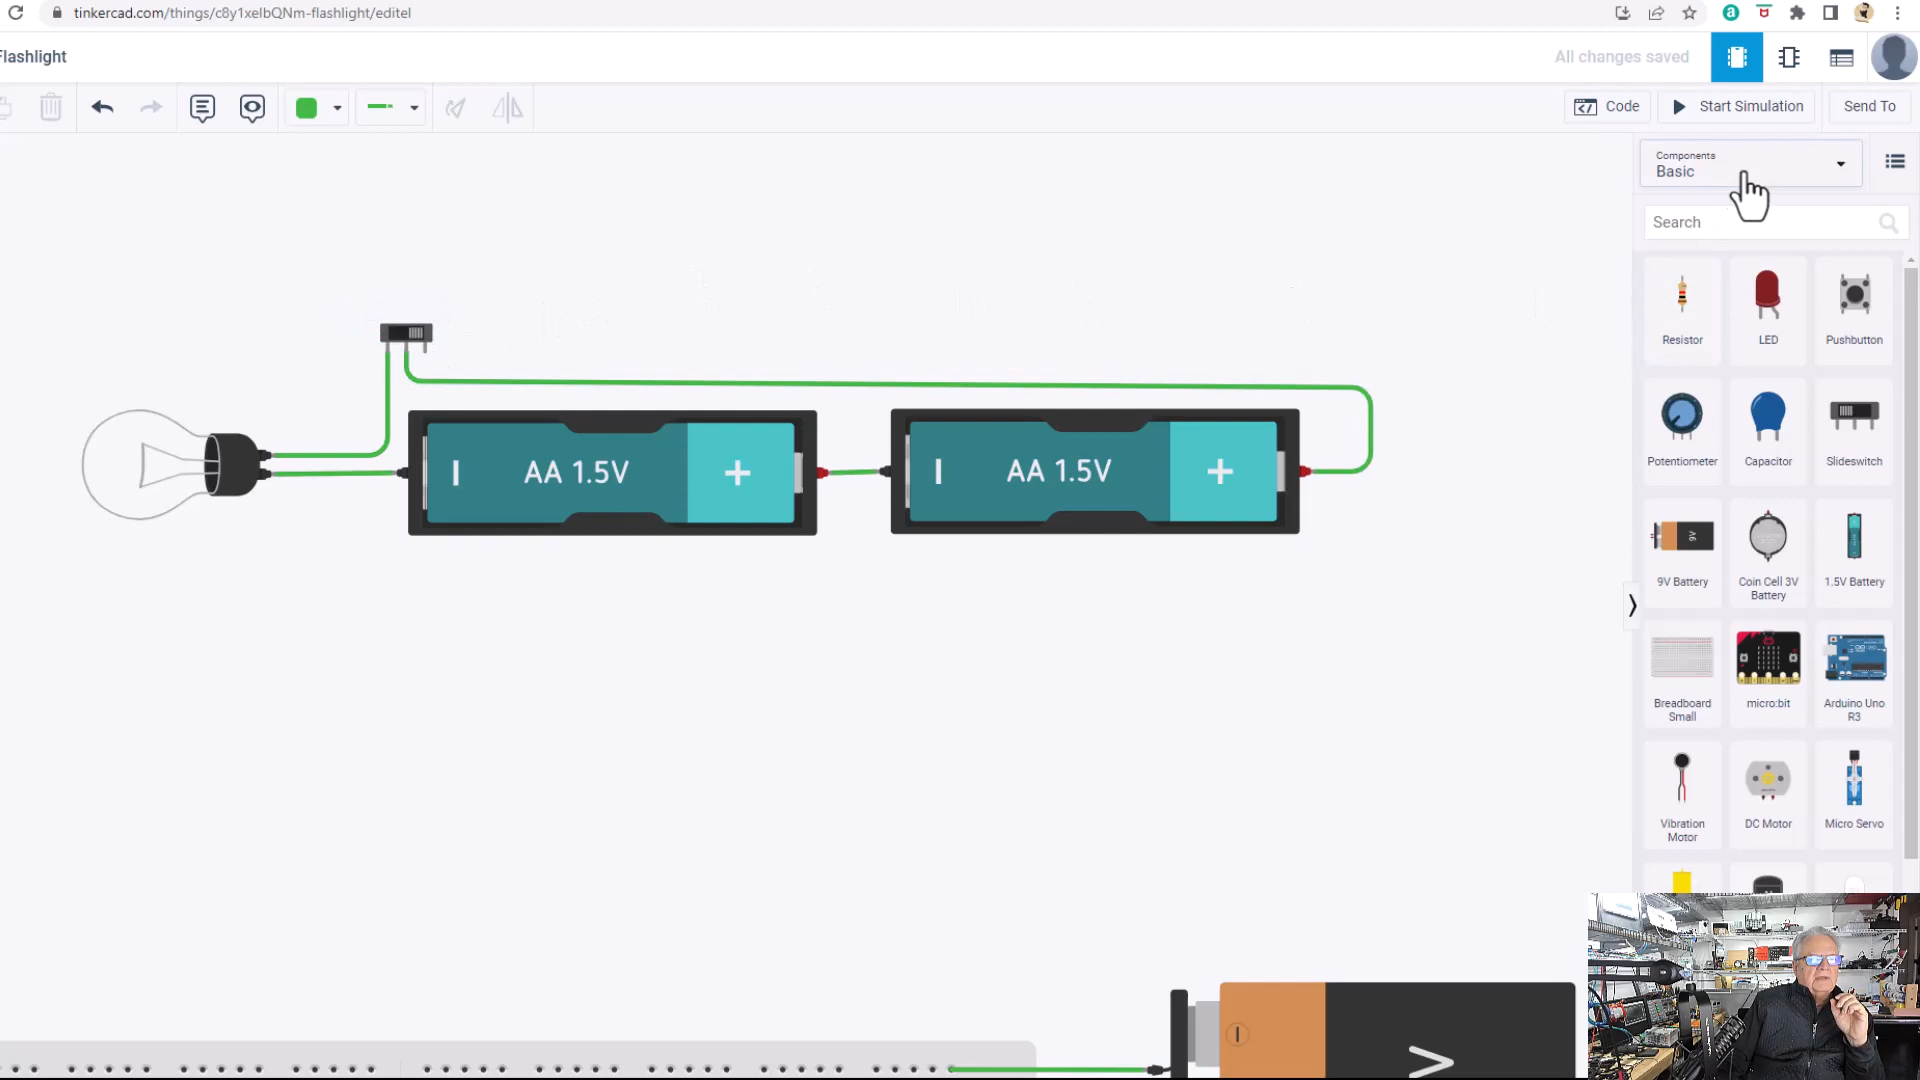 tinkercad.com/things/c8y1xelbQNm-flashlight/editel
Flashlight
All changes saved
Code
Start Simulation
Send To
Components
Basic
Search
Resistor
LED
Pushbutton
Potentiometer
Capacitor
Slideswitch
9V Battery
Coin Cell 3V Battery
1.5V Battery
Breadboard Small
micro:bit
Arduino Uno R3
Vibration Motor
DC Motor
Micro Servo
AA 1.5V +
AA 1.5V +
9V